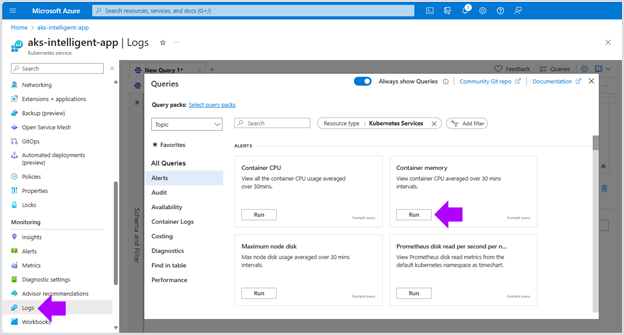 Microsoft Azure
Search resources, services, and docs (G+/)
1
Home > aks-intelligent-app
aks-intelligent-app | Logs
Kubernetes service
Search
Networking
Extensions + applications
Backup (preview)
Open Service Mesh
GitOps
Automated deployments
(preview)
Policies
Properties
Locks
Monitoring
Insights
Alerts
Metrics
Diagnostic settings
Advisor recommendations
Logs
Workbooks
New Query 1*
Feedback
Queries
Schema and Filter
Queries
Always show Queries
Community Git repo
Documentation
Query packs: Select query packs
Topic
Search
Resource type : Kubernetes Services
Add Filter
Favorites
All Queries
Alerts
Audit
Availability
Container Logs
Costing
Diagnostics
Find in table
Performance
ALERTS
Container CPU
View all the container CPU usage averaged
over 30mins.
Run
Example query
Container memory
View container CPU averaged over 30 mins
intervals.
Run
Example query
Maximum node disk
Max node disk usage averaged over 30 mins
interval.
Run
Example query
Prometheus disk read per second per n...
View Prometheus disk read metrics from the
default kubernetes namespace as timechart.
Run
Example query